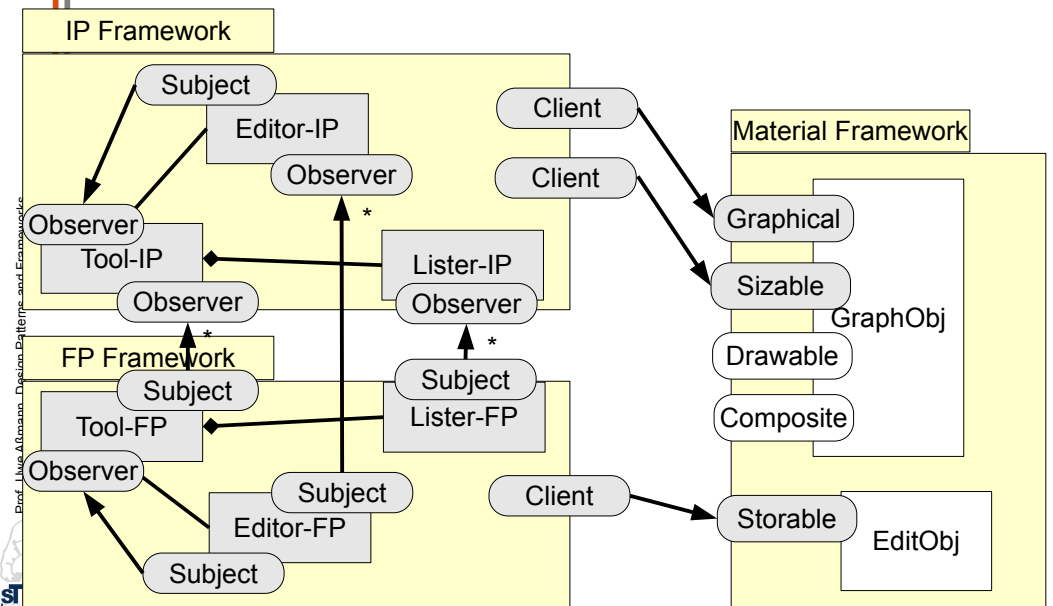 IP Framework
Subject
Client
Editor-IP
Material Framework
Observer
Client
*
Observer
Graphical
Tool-IP
Lister-IP
Sizable
Observer
Observer
GraphObj
*
*
FP Framework
Drawable
Subject
Subject
Composite
Tool-FP
Lister-FP
Observer
Subject
Client
Storable
Editor-FP
EditObj
Subject
Prof. Uwe Aßmann, Design Patterns and Frameworks
sT